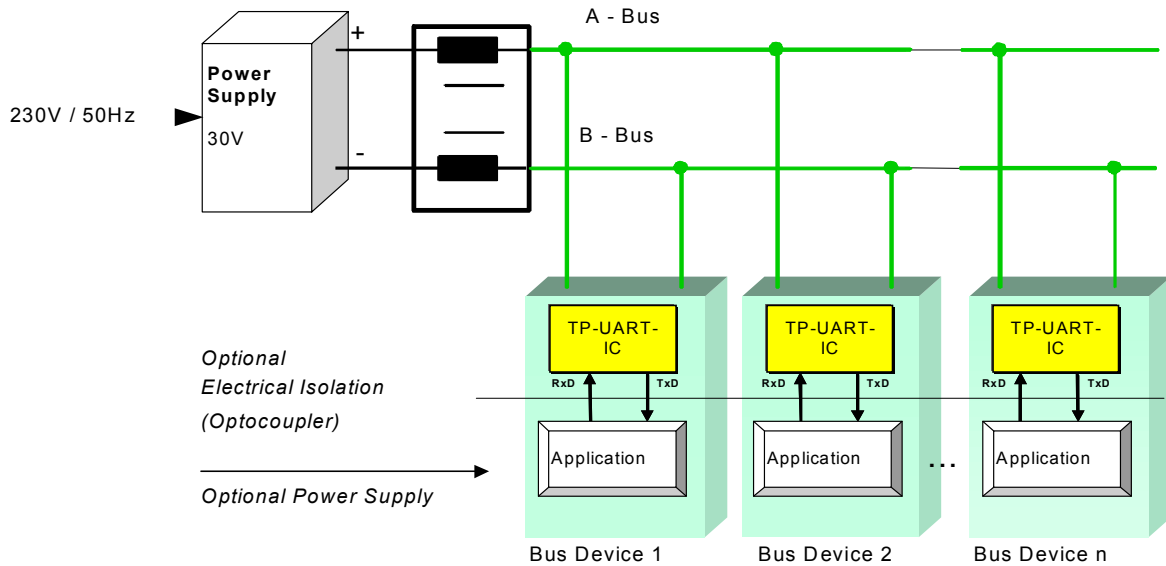 A - Bus
+
Power
Supply
230V / 50Hz
30V
B - Bus
-
TP-UART-
IC
TP-UART-
IC
TP-UART-
IC
Optional
Electrical Isolation
(Optocoupler)
RxD TxD
RxD TxD
RxD TxD
Application
Application
...
Application
Optional Power Supply
Bus Device 1
Bus Device 2
Bus Device n